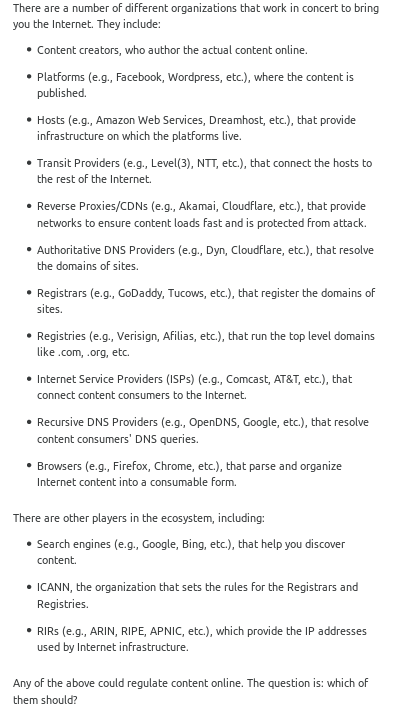 There are a number of different organizations that work in concert to bring
you the Internet. They include:
• Content creators, who author the actual content online.
• Platforms (e.g., Facebook, Wordpress, etc.), where the content is
published.
• Hosts (e.g., Amazon Web Services, Dreamhost, etc.), that provide
infrastructure on which the platforms live.
• Transit Providers (e.g., Level(3), NTT, etc.), that connect the hosts to
the rest of the Internet.
• Reverse Proxies/CDNs (e.g., Akamai, Cloudflare, etc.), that provide
networks to ensure content loads fast and is protected from attack.
• Authoritative DNS Providers (e.g., Dyn, Cloudflare, etc.), that resolve
the domains of sites.
• Registrars (e.g., GoDaddy, Tucows, etc.), that register the domains of
sites.
• Registries (e.g., Verisign, Afilias, etc.), that run the top level domains
like .com, .org, etc.
• Internet Service Providers (ISPs) (e.g., Comcast, AT&T, etc.), that
connect content consumers to the Internet.
• Recursive DNS Providers (e.g., OpenDNS, Google, etc.), that resolve
content consumers' DNS queries.
• Browsers (e.g., Firefox, Chrome, etc.), that parse and organize
Internet content into a consumable form.
There are other players in the ecosystem, including:
• Search engines (e.g., Google, Bing, etc.), that help you discover
content.
• ICANN, the organization that sets the rules for the Registrars and
Registries.
• RIRs (e.g., ARIN, RIPE, APNIC, etc.), which provide the IP addresses
used by Internet infrastructure.
Any of the above could regulate content online. The question is: which of
them should?